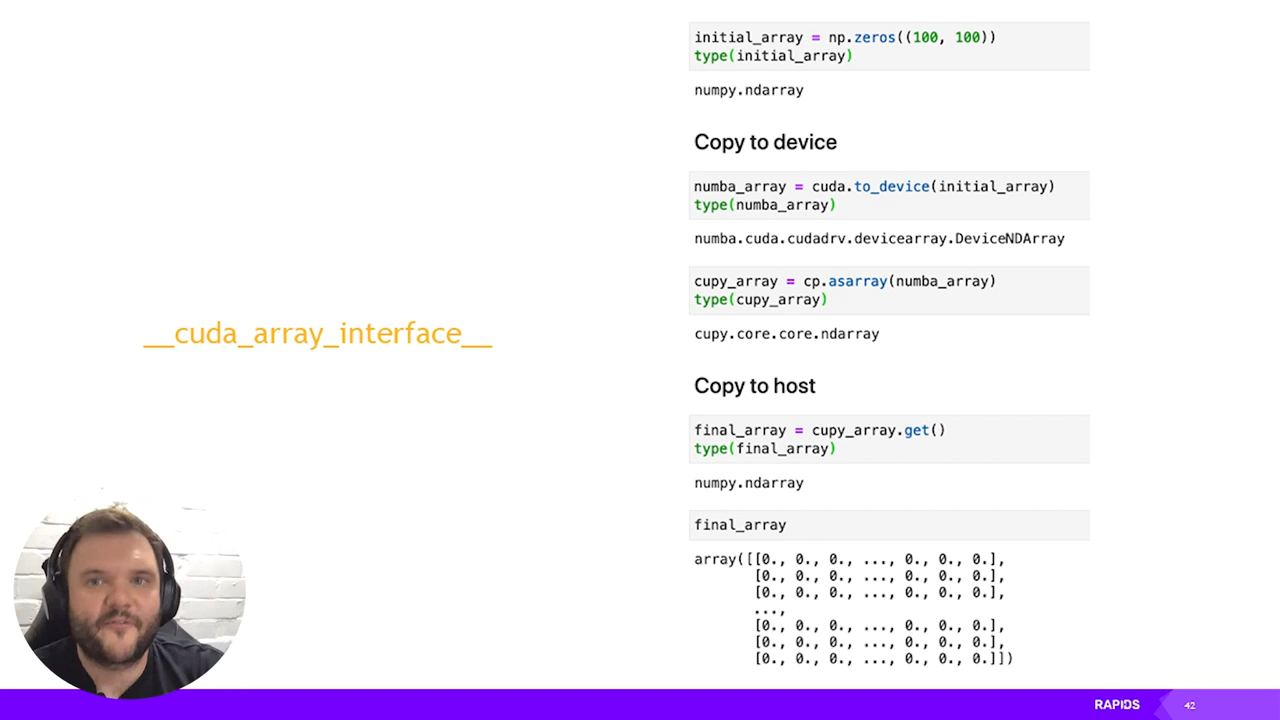 __cuda_array_interface__
initial_array = np.zeros((100, 100))
type(initial_array)
numpy.ndarray
Copy to device
numba_array = cuda.to_device(initial_array)
type(numba_array)
numba.cuda.cudadrv.devicearray.DeviceNDArray
cupy_array = cp.asarray(numba_array)
type(cupy_array)
cupy.core.core.ndarray
Copy to host
final_array = cupy_array.get()
type(final_array)
numpy.ndarray
final_array
array([[0., 0., 0., ..., 0., 0., 0.],
[0., 0., 0., ..., 0., 0., 0.],
[0., 0., 0., ..., 0., 0., 0.],
...,
[0., 0., 0., ..., 0., 0., 0.],
[0., 0., 0., ..., 0., 0., 0.],
[0., 0., 0., ..., 0., 0., 0.]])
RAPIDS 42